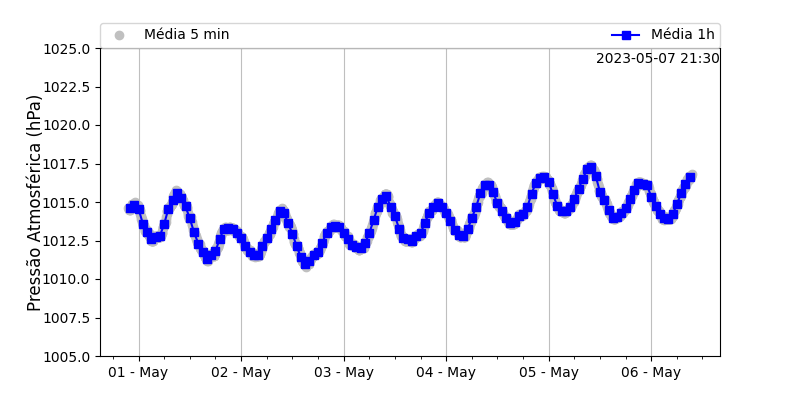 Média 5 min
Média 1h
2023-05-07 21:30
Pressão Atmosférica (hPa)
1025.0
1022.5
1020.0
1017.5
1015.0
1012.5
1010.0
1007.5
1005.0
01 - May
02 - May
03 - May
04 - May
05 - May
06 - May